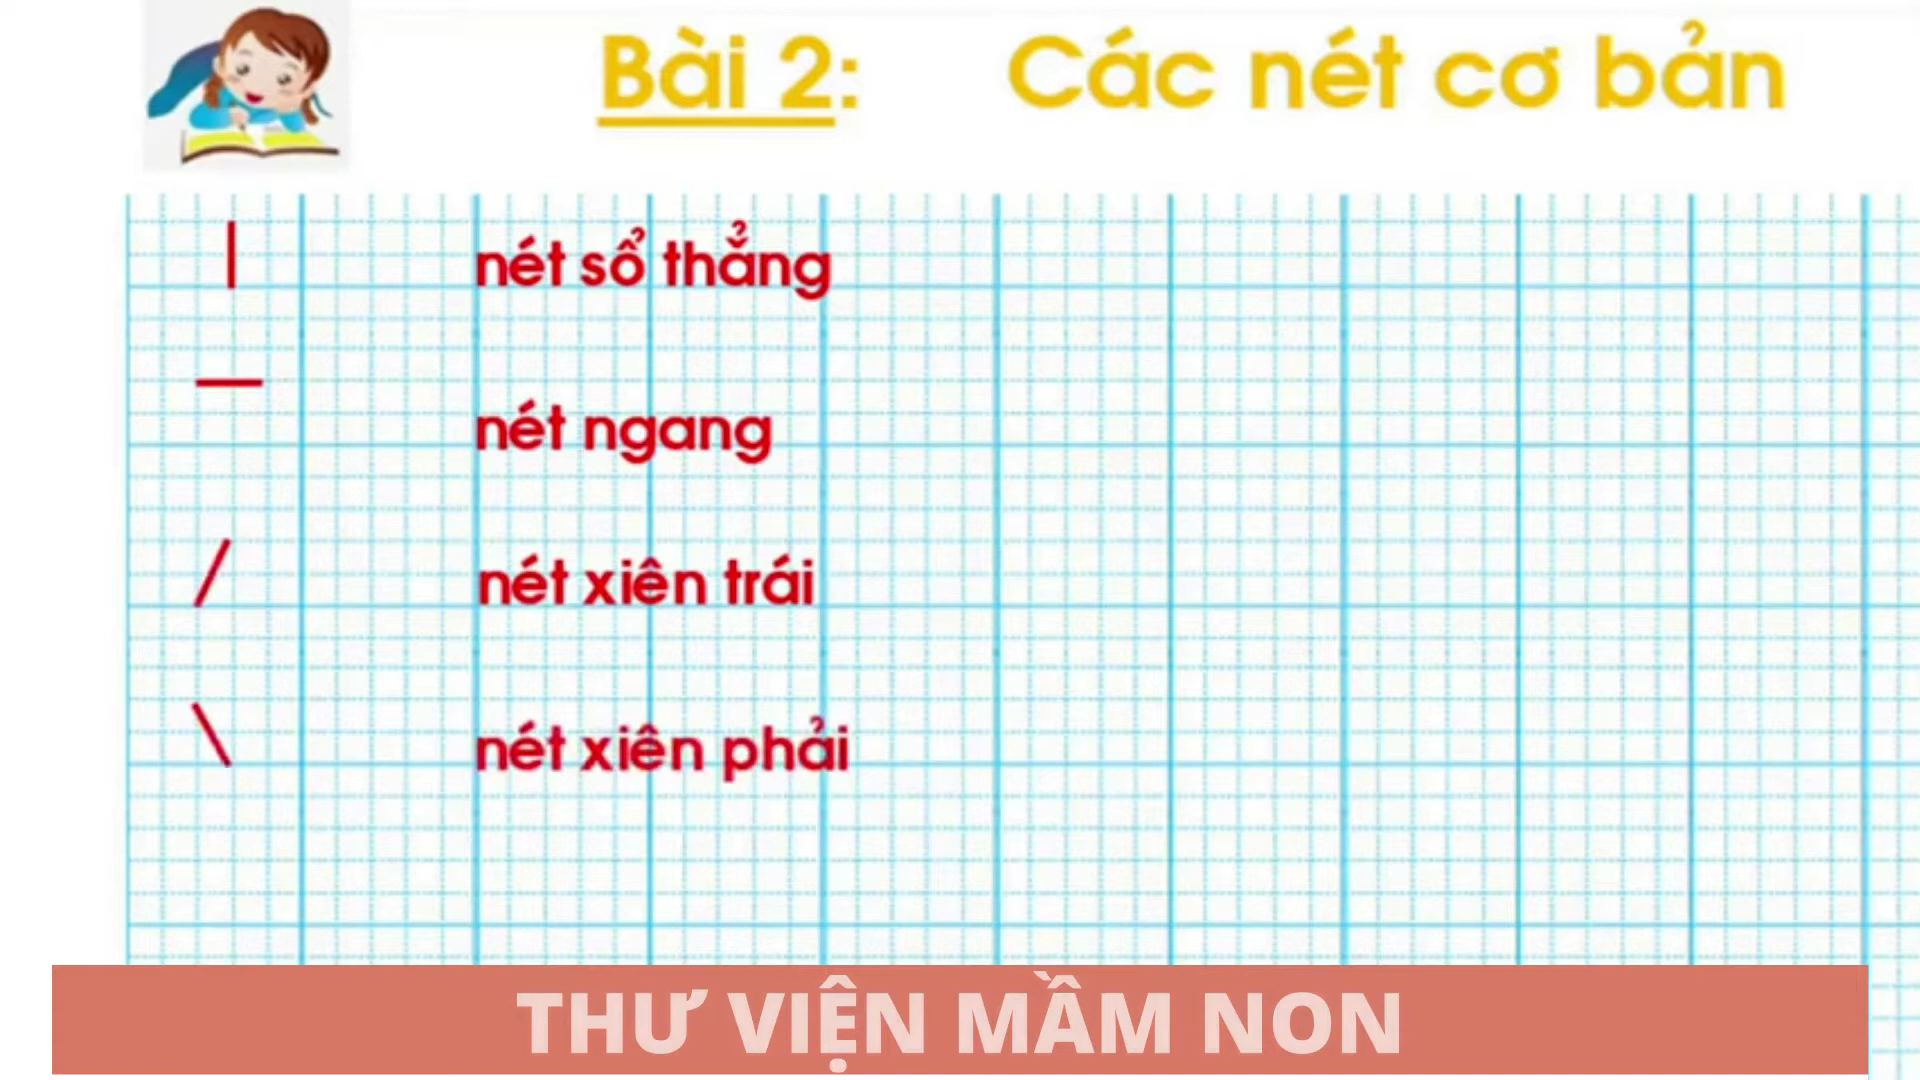 Bài 2: Các nét cơ bản
nét sổ thẳng
nét ngang
nét xiên trái
nét xiên phải
THƯ VIỆN MẦM NON